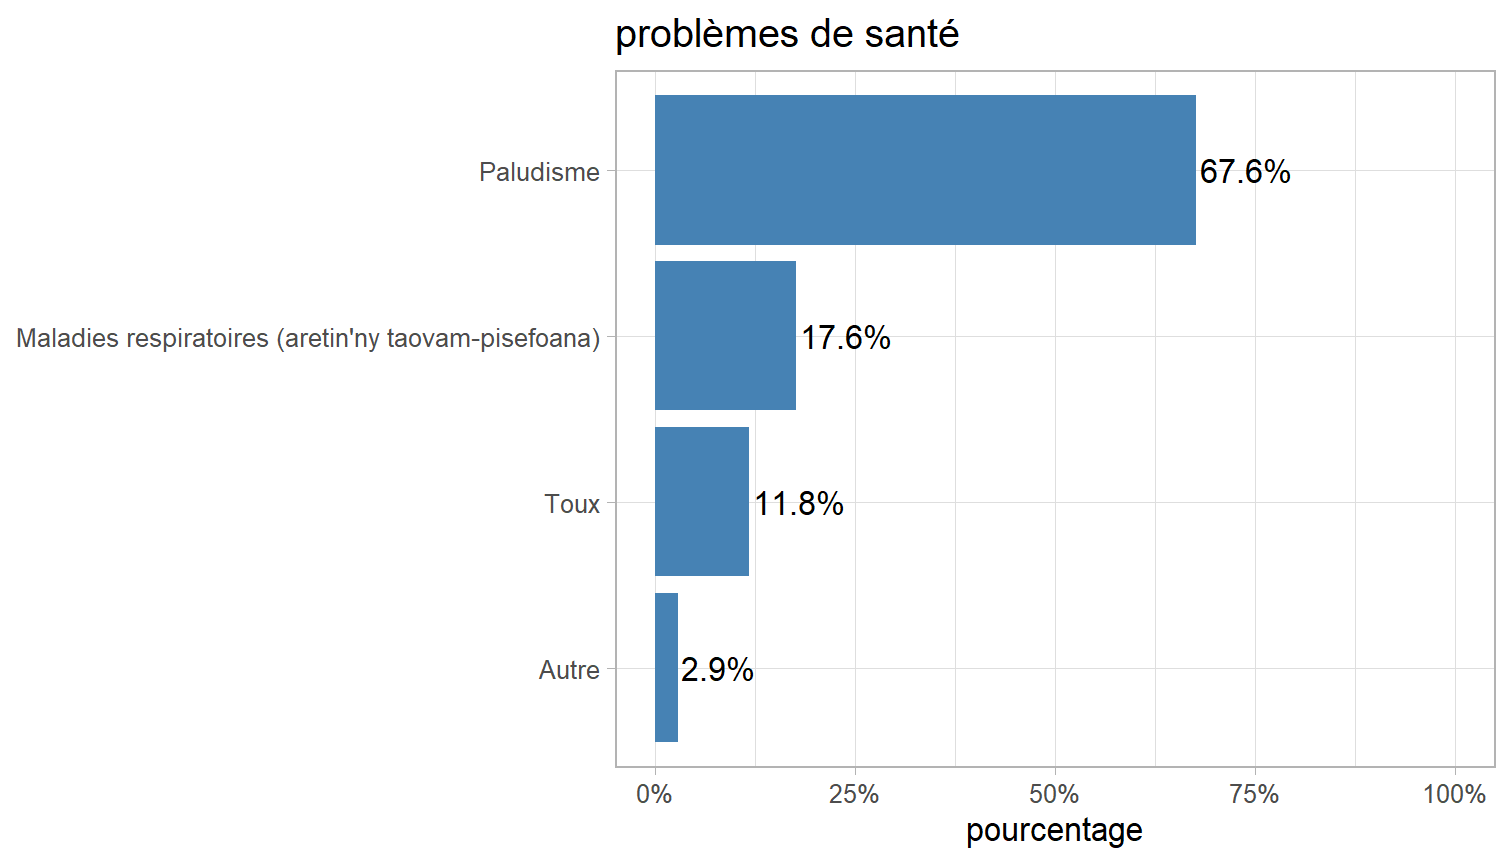 problèmes de santé
Paludisme
67.6%
Maladies respiratoires (aretin'ny taovam-pisefoana)
17.6%
Toux
11.8%
Autre
2.9%
0% 25% 50% 75% 100%
pourcentage